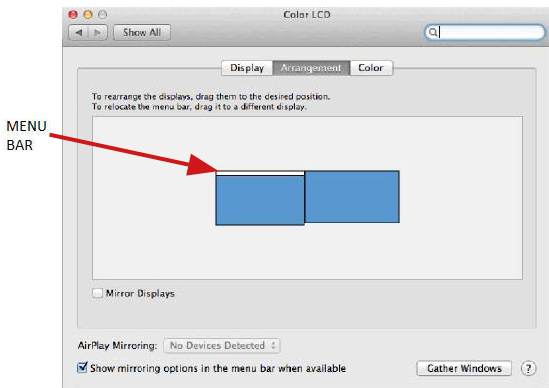 Color LCD
Show All
Display Arrangement Color
To rearrange the displays, drag them to the desired position.
To relocate the menu bar, drag it to a different display.
MENU
BAR
Mirror Displays
AirPlay Mirroring: No Devices Detected
Show mirroring options in the menu bar when available
Gather Windows ?